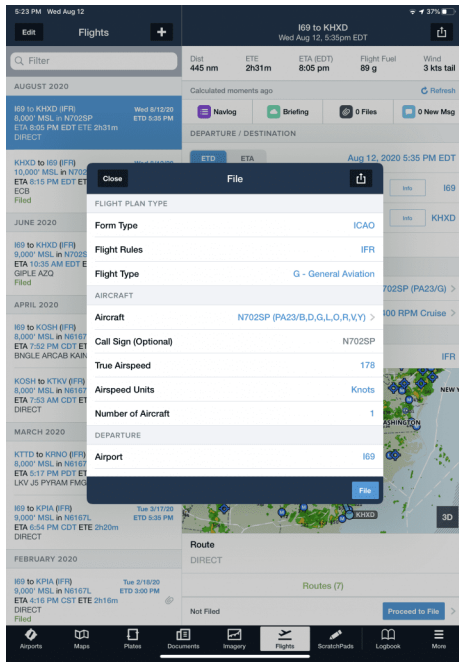 5:23 PM Wed Aug 12
37%
Edit
Flights
+
I69 to KHXD
Wed Aug 12, 5:35pm EDT
Filter
Dist
ETE
ETA (EDT)
Flight Fuel
Wind
445 nm
2h31m
8:05 pm
89 g
3 kts tail
AUGUST 2020
Calculated moments ago
Refresh
I69 to KHXD (IFR)
Wed 8/12/20
8,000' MSL in N702SP
ETD 5:35 PM
ETA 8:05 PM EDT ETE 2h31m
DIRECT
Navlog
Briefing
0 Files
0 New Msg
DEPARTURE / DESTINATION
ETD
ETA
Aug 12, 2020 5:35 PM EDT
KHXD to I69 (IFR)
10,000' MSL in N702
ETA 8:15 PM EDT ET
ECB
Filed
Info
I69
Info
KHXD
JUNE 2020
I69 to KHXD (IFR)
9,000' MSL in N702S
ETA 10:35 AM EDT E
GIPLE AZQ
Filed
702SP (PA23/G) >
00 RPM Cruise >
APRIL 2020
I69 to KOSH (IFR)
8,000' MSL in N6167
ETA 7:52 PM CDT ET
BNGLE ARCAB KAIN
IFR
KOSH to KTKV (IFR)
8,000' MSL in N6167
ETA 7:53 AM CDT ET
DIRECT
NEW Y
ASHINGTON
MARCH 2020
KTTD to KRNO (IFR)
9,000' MSL in N6167
ETA 5:17 PM PDT ET
LKV J5 PYRAM FMG
Close
File
FLIGHT PLAN TYPE
Form Type
ICAO
Flight Rules
IFR
Flight Type
G - General Aviation
AIRCRAFT
Aircraft
N702SP (PA23/B,D,G,L,O,R,V,Y) >
Call Sign (Optional)
N702SP
True Airspeed
178
Airspeed Units
Knots
Number of Aircraft
1
DEPARTURE
Airport
I69
File
I69 to KPIA (IFR)
Tue 3/17/20
9,000' MSL in N6167L
ETD 5:35 PM
ETA 6:54 PM CDT ETE 2h20m
DIRECT
KHXD
3D
Route
DIRECT
FEBRUARY 2020
Routes (7)
I69 to KPIA (IFR)
Tue 2/18/20
9,000' MSL in N6167L
ETD 3:00 PM
ETA 4:16 PM CST ETE 2h16m
DIRECT
Filed
Not Filed
Proceed to File >
Airports
Maps
Plates
Documents
Imagery
Flights
ScratchPads
Logbook
More